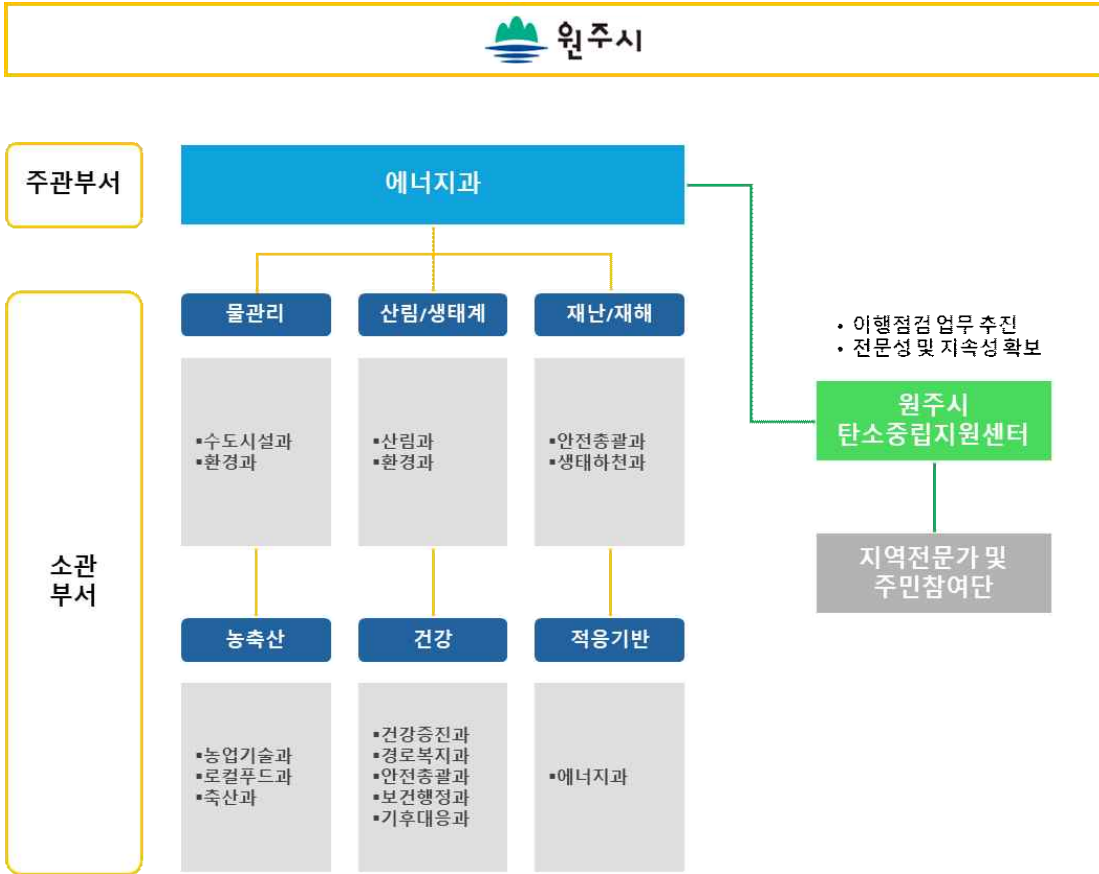 원주시
주관부서
에너지과
물관리
산림/생태계
재난/재해
▪수도시설과
▪환경과
▪산림과
▪환경과
▪안전총괄과
▪생태하천과
• 이행점검 업무 추진
• 전문성 및 지속성 확보
원주시
탄소중립지원센터
지역전문가 및
주민참여단
소관
부서
농축산
건강
적응기반
▪농업기술과
▪로컬푸드과
▪축산과
▪건강증진과
▪경로복지과
▪안전총괄과
▪보건행정과
▪기후대응과
▪에너지과